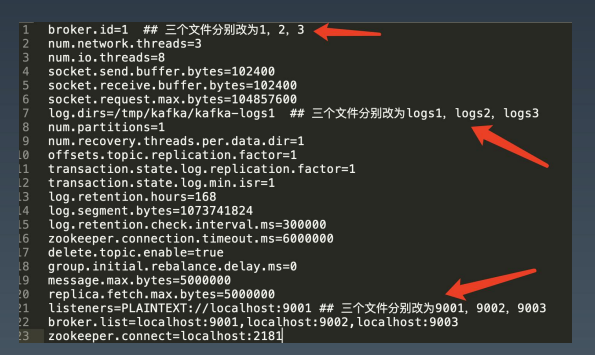 1 broker.id=1 ## 三个文件分别改为1, 2, 3
2 num.network.threads=3
3 num.io.threads=8
4 socket.send.buffer.bytes=102400
5 socket.receive.buffer.bytes=102400
6 socket.request.max.bytes=104857600
7 log.dirs=/tmp/kafka/kafka-logs1 ## 三个文件分别改为logs1, logs2, logs3
8 num.partitions=1
9 num.recovery.threads.per.data.dir=1
10 offsets.topic.replication.factor=1
11 transaction.state.log.replication.factor=1
12 transaction.state.log.min.isr=1
13 log.retention.hours=168
14 log.segment.bytes=1073741824
15 log.retention.check.interval.ms=300000
16 zookeeper.connection.timeout.ms=6000000
17 delete.topic.enable=true
18 group.initial.rebalance.delay.ms=0
19 message.max.bytes=5000000
20 replica.fetch.max.bytes=5000000
21 listeners=PLAINTEXT://localhost:9001 ## 三个文件分别改为9001, 9002, 9003
22 broker.list=localhost:9001,localhost:9002,localhost:9003
23 zookeeper.connect=localhost:2181